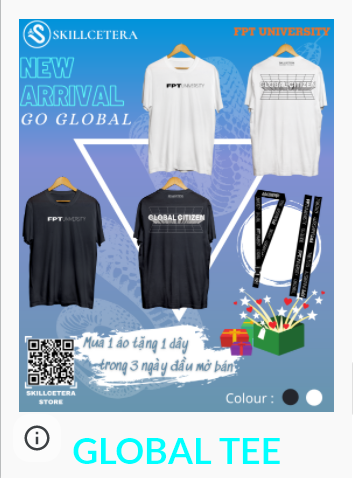 SKILLCETERA
FPT UNIVERSITY
NEW
ARRIVAL
GO GLOBAL
FPT UNIVERSITY
GLOBAL CITIZEN
FPT UNIVERSITY
GLOBAL CITIZEN
Mua 1 áo tặng 1 dây
trong 3 ngày đầu mở bán
SKILLCETERA
STORE
Colour :
GLOBAL TEE